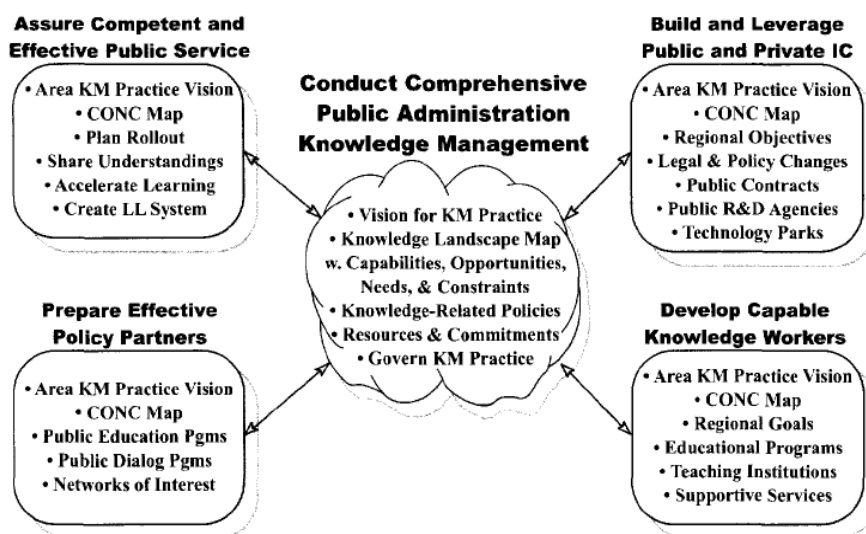 Assure Competent and
Effective Public Service
• Area KM Practice Vision
• CONC Map
• Plan Rollout
• Share Understandings
• Accelerate Learning
• Create LL System
Conduct Comprehensive
Public Administration
Knowledge Management
• Vision for KM Practice
• Knowledge Landscape Map
w. Capabilities, Opportunities,
Needs, & Constraints
• Knowledge-Related Policies
• Resources & Commitments
• Govern KM Practice
Build and Leverage
Public and Private IC
• Area KM Practice Vision
• CONC Map
• Regional Objectives
• Legal & Policy Changes
• Public Contracts
• Public R&D Agencies
• Technology Parks
Prepare Effective
Policy Partners
• Area KM Practice Vision
• CONC Map
• Public Education Pgms
• Public Dialog Pgms
• Networks of Interest
Develop Capable
Knowledge Workers
• Area KM Practice Vision
• CONC Map
• Regional Goals
• Educational Programs
• Teaching Institutions
• Supportive Services